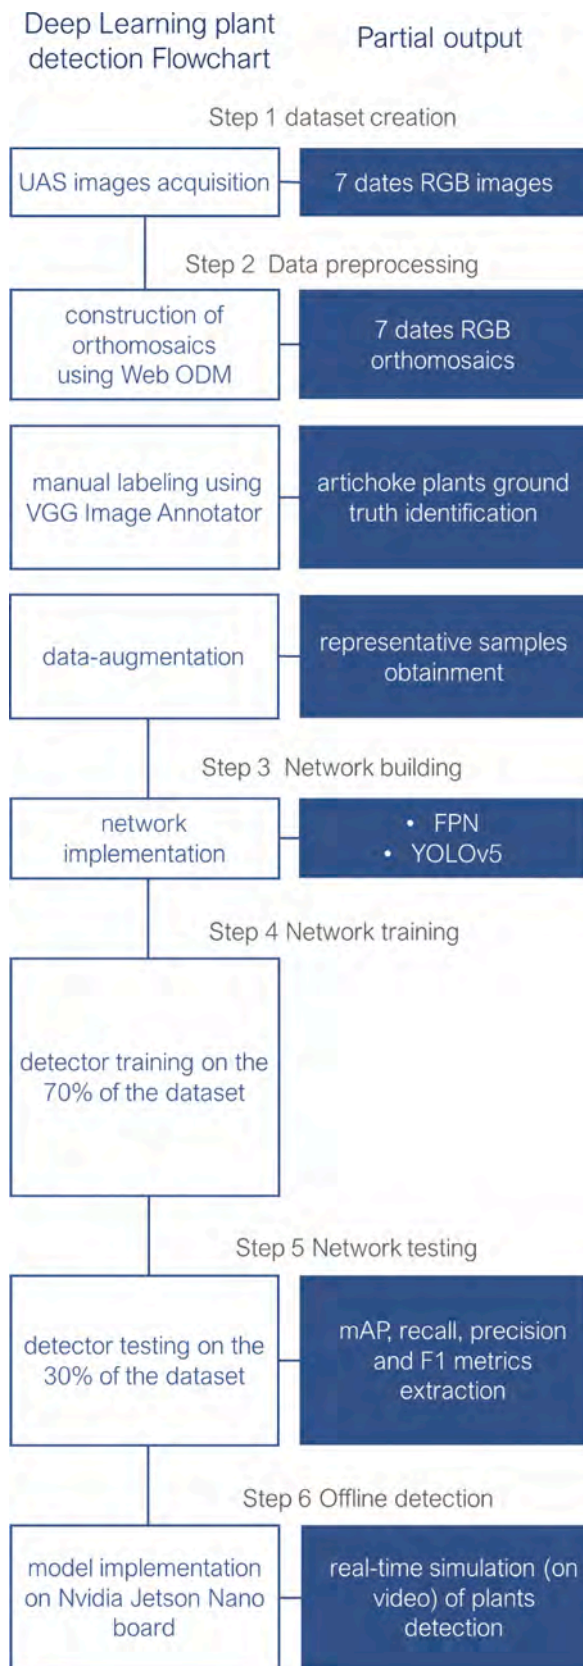 Deep Learning plant
detection Flowchart
Partial output
Step 1 dataset creation
UAS images acquisition
7 dates RGB images
Step 2 Data preprocessing
construction of
orthomosaics
using Web ODM
7 dates RGB
orthomosaics
manual labeling using
VGG Image Annotator
artichoke plants ground
truth identification
data-augmentation
representative samples
obtainment
Step 3 Network building
network
implementation
• FPN
• YOLOv5
Step 4 Network training
detector training on the
70% of the dataset
Step 5 Network testing
detector testing on the
30% of the dataset
mAP, recall, precision
and F1 metrics
extraction
Step 6 Offline detection
model implementation
on Nvidia Jetson Nano
board
real-time simulation (on
video) of plants
detection